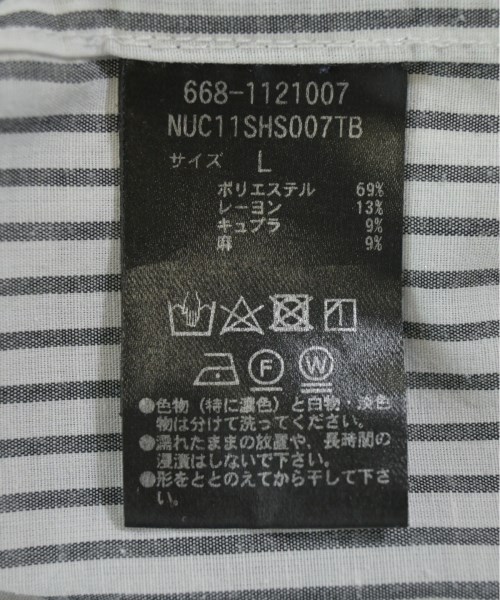 668-1121007
NUC11SHS007TB
サイズ L
ポリエステル 69%
レーヨン 13%
キュプラ 9%
麻 9%
F W
●色物(特に濃色)と白物、淡色
物は分けて洗ってください。
●濡れたままの放置や、長時間の
浸漬はしないで下さい。
●形をととのえてから干して下さ
い。